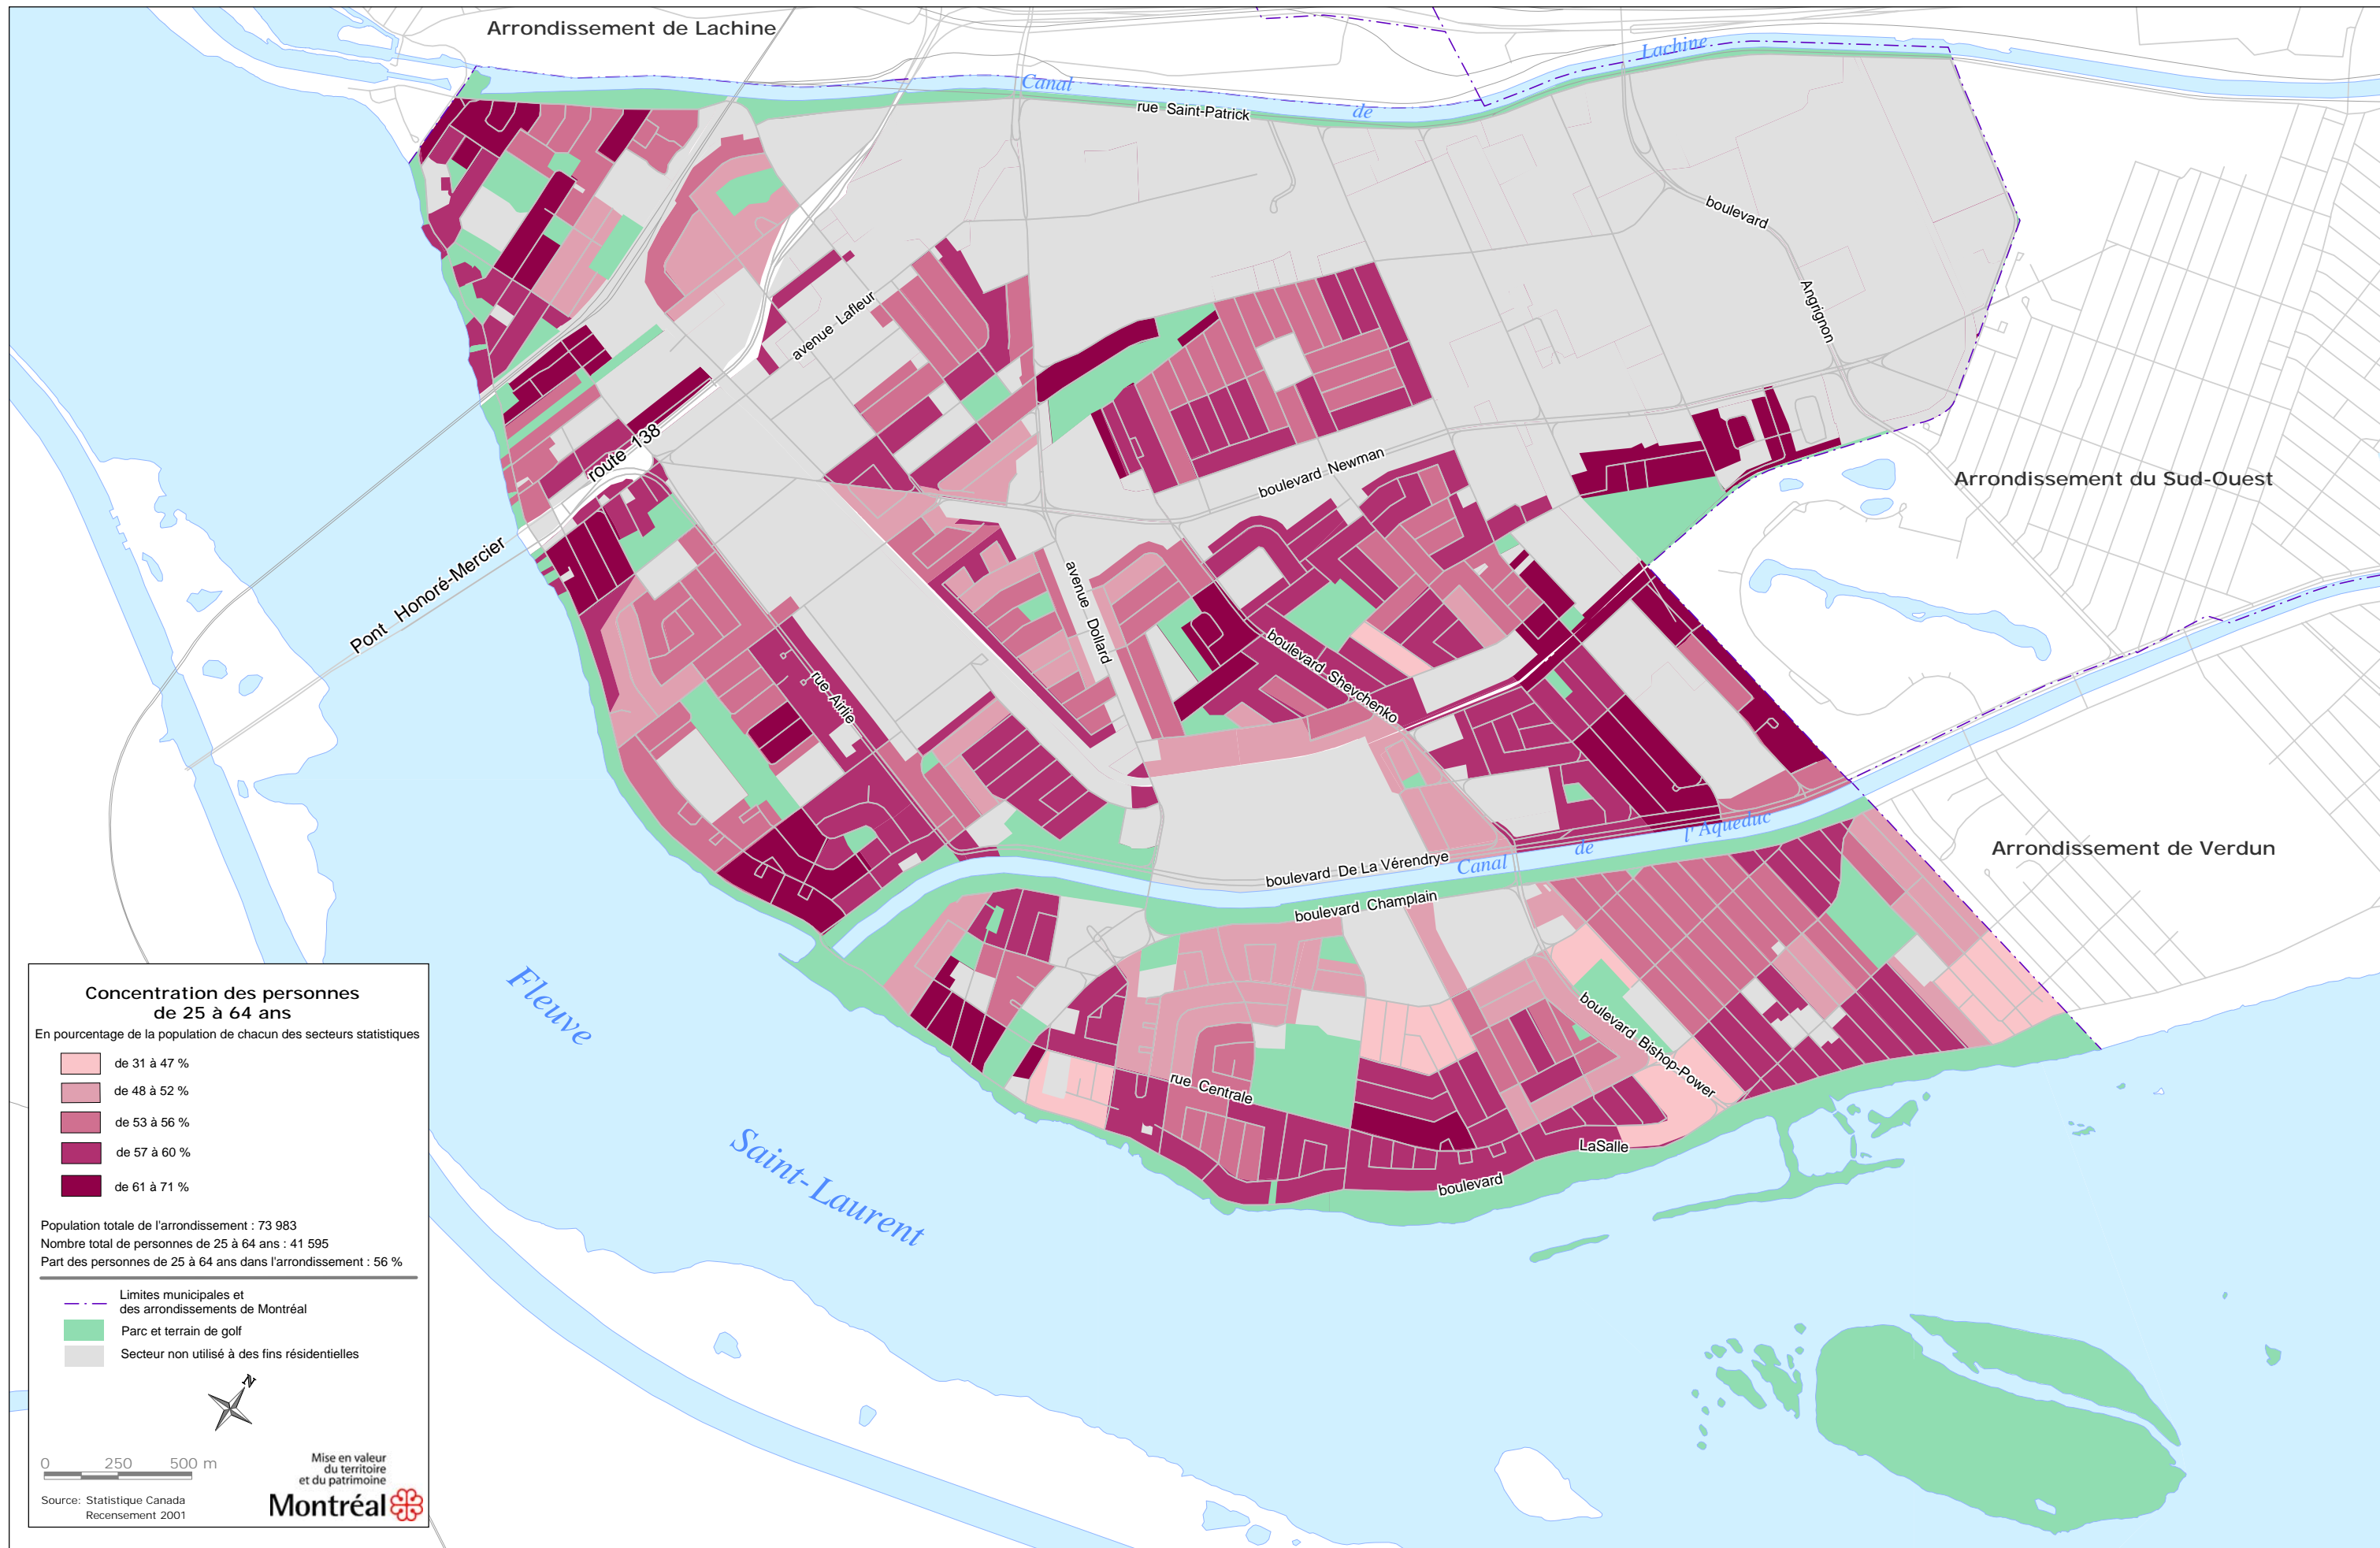 Arrondissement de Lachine
Canal
de
Lachine
rue Saint-Patrick
boulevard
Angrignon
avenue Lafleur
route 138
boulevard Newman
Arrondissement du Sud-Ouest
Pont Honoré-Mercier
avenue Dollard
boulevard Shevchenko
rue Airlie
Arrondissement de Verdun
boulevard De La Vérendrye
Canal
de
l'Aqueduc
boulevard Champlain
boulevard Bishop-Power
rue Centrale
LaSalle
boulevard
Fleuve
Saint-Laurent
Concentration des personnes
de 25 à 64 ans
En pourcentage de la population de chacun des secteurs statistiques
de 31 à 47 %
de 48 à 52 %
de 53 à 56 %
de 57 à 60 %
de 61 à 71 %
Population totale de l'arrondissement : 73 983
Nombre total de personnes de 25 à 64 ans : 41 595
Part des personnes de 25 à 64 ans dans l'arrondissement : 56 %
Limites municipales et
des arrondissements de Montréal
Parc et terrain de golf
Secteur non utilisé à des fins résidentielles
N
0 250 500 m
Mise en valeur
du territoire
et du patrimoine
Montréal
Source: Statistique Canada
Recensement 2001